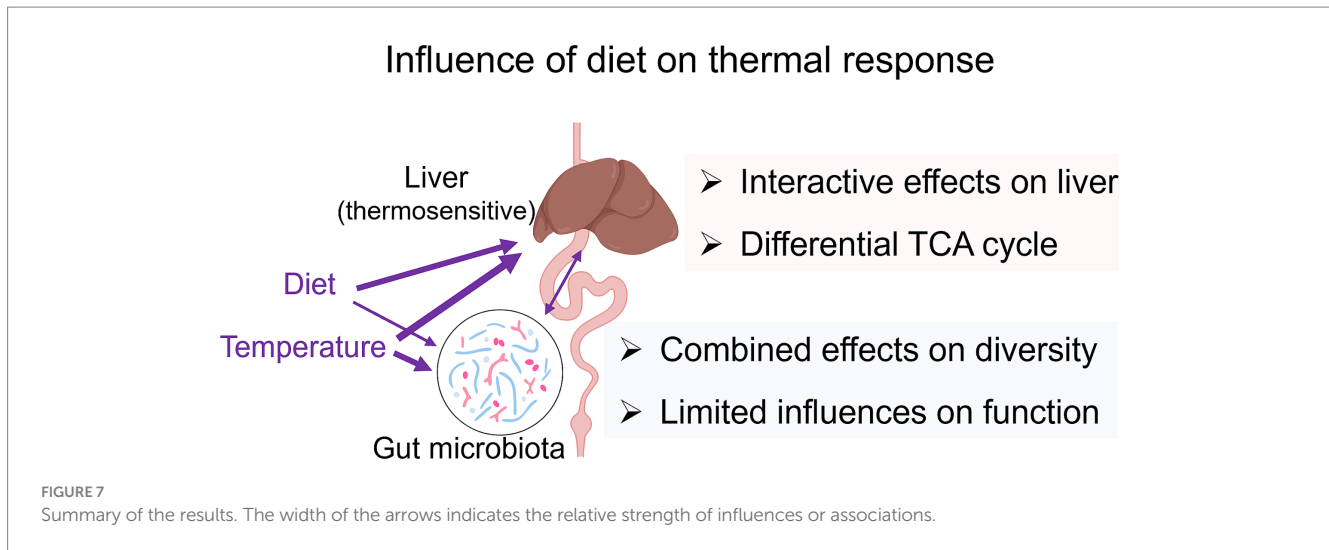 Influence of diet on thermal response
Liver
(thermosensitive)
➢ Interactive effects on liver
➢ Differential TCA cycle
Diet
Temperature
➢ Combined effects on diversity
➢ Limited influences on function
Gut microbiota
FIGURE 7
Summary of the results. The width of the arrows indicates the relative strength of influences or associations.